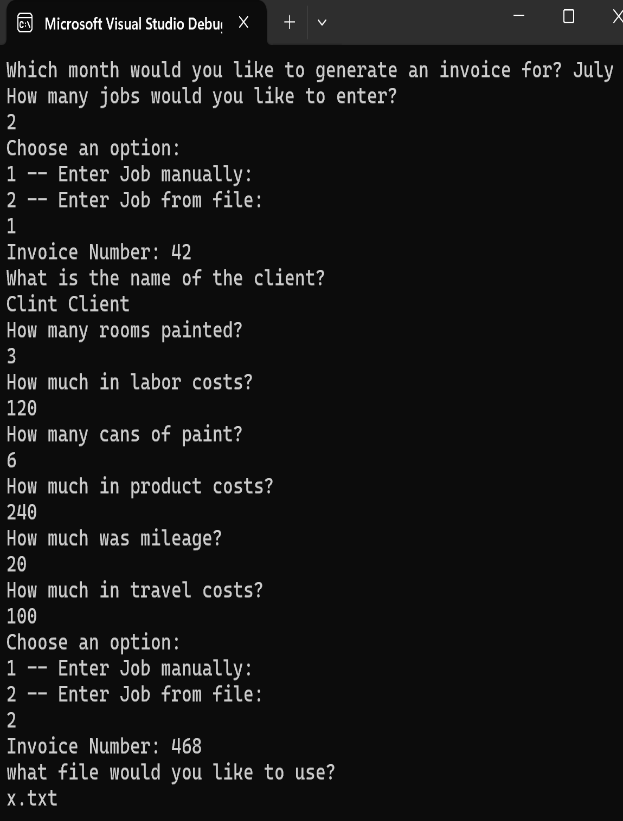 Microsoft Visual Studio Debu
Which month would you like to generate an invoice for? July
How many jobs would you like to enter?
2
Choose an option:
1 -- Enter Job manually:
2 -- Enter Job from file:
1
Invoice Number: 42
What is the name of the client?
Clint Client
How many rooms painted?
3
How much in labor costs?
120
How many cans of paint?
6
How much in product costs?
240
How much was mileage?
20
How much in travel costs?
100
Choose an option:
1 -- Enter Job manually:
2 -- Enter Job from file:
2
Invoice Number: 468
what file would you like to use?
x.txt